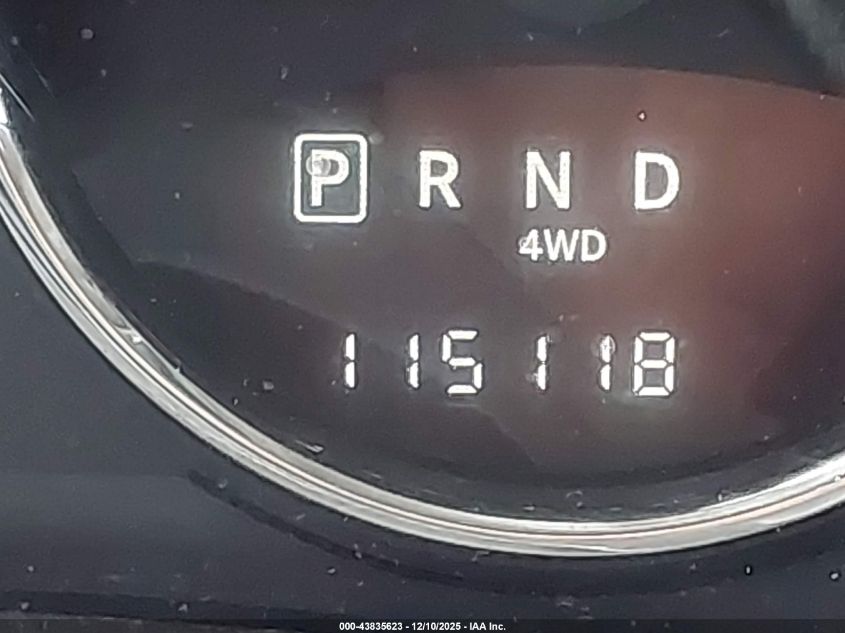 P R N D
4WD
115118
000-43835623 - 12/10/2025 - IAA Inc.